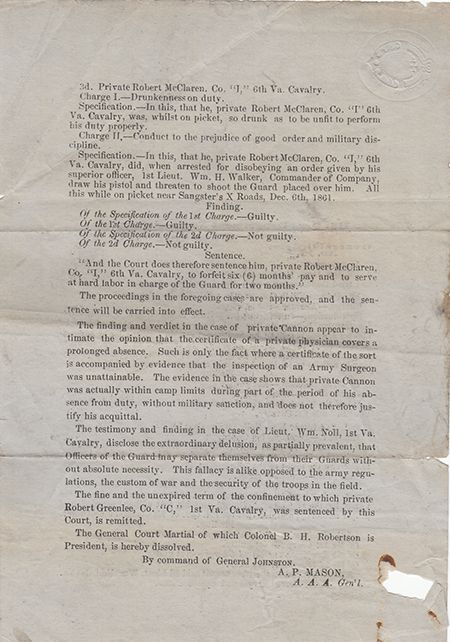 3d. Private Robert McClaren, Co. "I," 6th Va. Cavalry.
Charge I.—Drunkenness on duty.
Specification.—In this, that he, private Robert McClaren, Co. "I" 6th
Va. Cavalry, was, whilst on picket, so drunk as to be unfit to perform
his duty properly.
Charge II,—Conduct to the prejudice of good order and military dis-
cipline.
Specification.—In this, that he, private Robert McClaren, Co. "I," 6th
Va. Cavalry, did, when arrested for disobeying an order given by his
superior officer, 1st Lieut. Wm. H. Walker, Commander of Company,
draw his pistol and threaten to shoot the Guard placed over him. All
this while on picket near Sangster's X Roads, Dec. 6th, 1861.
Finding.
Of the Specification of the 1st Charge.—Guilty.
Of the 1st Charge.—Guilty.
Of the Specification of the 2d Charge.—Not guilty.
Of the 2d Charge.—Not guilty.
Sentence.
"And the Court does therefore sentence him, private Robert McClaren,
Co. "I," 6th Va. Cavalry, to forfeit six (6) months' pay and to serve
at hard labor in charge of the Guard for two months."
The proceedings in the foregoing cases are approved, and the sen-
tence will be carried into effect.
The finding and verdict in the case of private Cannon appear to in-
timate the opinion that the certificate of a private physician covers a
prolonged absence. Such is only the fact where a certificate of the sort
is accompanied by evidence that the inspection of an Army Surgeon
was unattainable. The evidence in the case shows that private Cannon
was actually within camp limits during part of the period of his ab-
sence from duty, without military sanction, and does not therefore jus-
tify his acquittal.
The testimony and finding in the case of Lieut. Wm. Noll, 1st Va.
Cavalry, disclose the extraordinary delusion, as partially prevalent, that
Officers of the Guard may separate themselves from their Guards with-
out absolute necessity. This fallacy is alike opposed to the army regu-
lations, the custom of war and the security of the troops in the field.
The fine and the unexpired term of the confinement to which private
Robert Greenlee, Co. "C," 1st Va. Cavalry, was sentenced by this
Court, is remitted.
The General Court Martial of which Colonel B. H. Robertson is
President, is hereby dissolved.
By command of General Johnston,
A. P. MASON,
A. A. A. Gen'l.